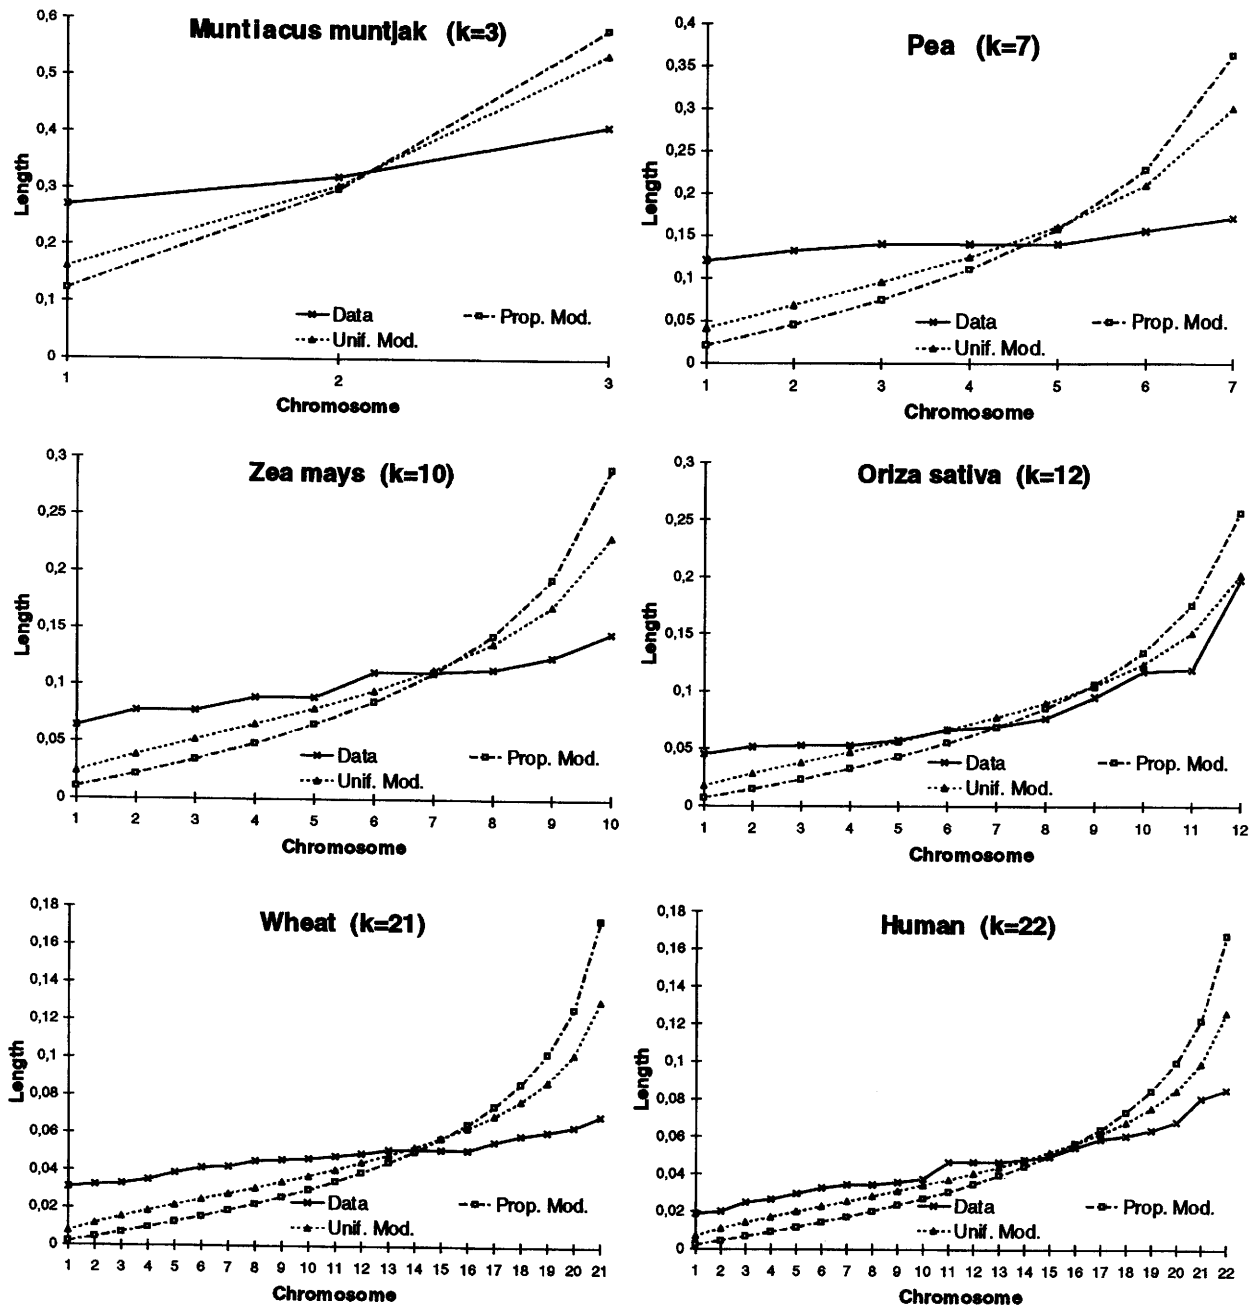 Muntiacus muntjak (k=3)
0,6
0,5
0,4
0,3
0,2
0,1
0
Length
Data
Prop. Mod.
Unif. Mod.
1 2 3
Chromosome
Pea (k=7)
0,4
0,35
0,3
0,25
0,2
0,15
0,1
0,05
0
Length
Data
Prop. Mod.
Unif. Mod.
1 2 3 4 5 6 7
Chromosome
Zea mays (k=10)
0,3
0,25
0,2
0,15
0,1
0,05
0
Length
Data
Prop. Mod.
Unif. Mod.
1 2 3 4 5 6 7 8 9 10
Chromosome
Oriza sativa (k=12)
0,3
0,25
0,2
0,15
0,1
0,05
0
Length
Data
Prop. Mod.
Unif. Mod.
1 2 3 4 5 6 7 8 9 10 11 12
Chromosome
Wheat (k=21)
0,18
0,16
0,14
0,12
0,1
0,08
0,06
0,04
0,02
0
Length
Data
Prop. Mod.
Unif. Mod.
1 2 3 4 5 6 7 8 9 10 11 12 13 14 15 16 17 18 19 20 21
Chromosome
Human (k=22)
0,18
0,16
0,14
0,12
0,1
0,08
0,06
0,04
0,02
0
Length
Data
Prop. Mod.
Unif. Mod.
1 2 3 4 5 6 7 8 9 10 11 12 13 14 15 16 17 18 19 20 21 22
Chromosome